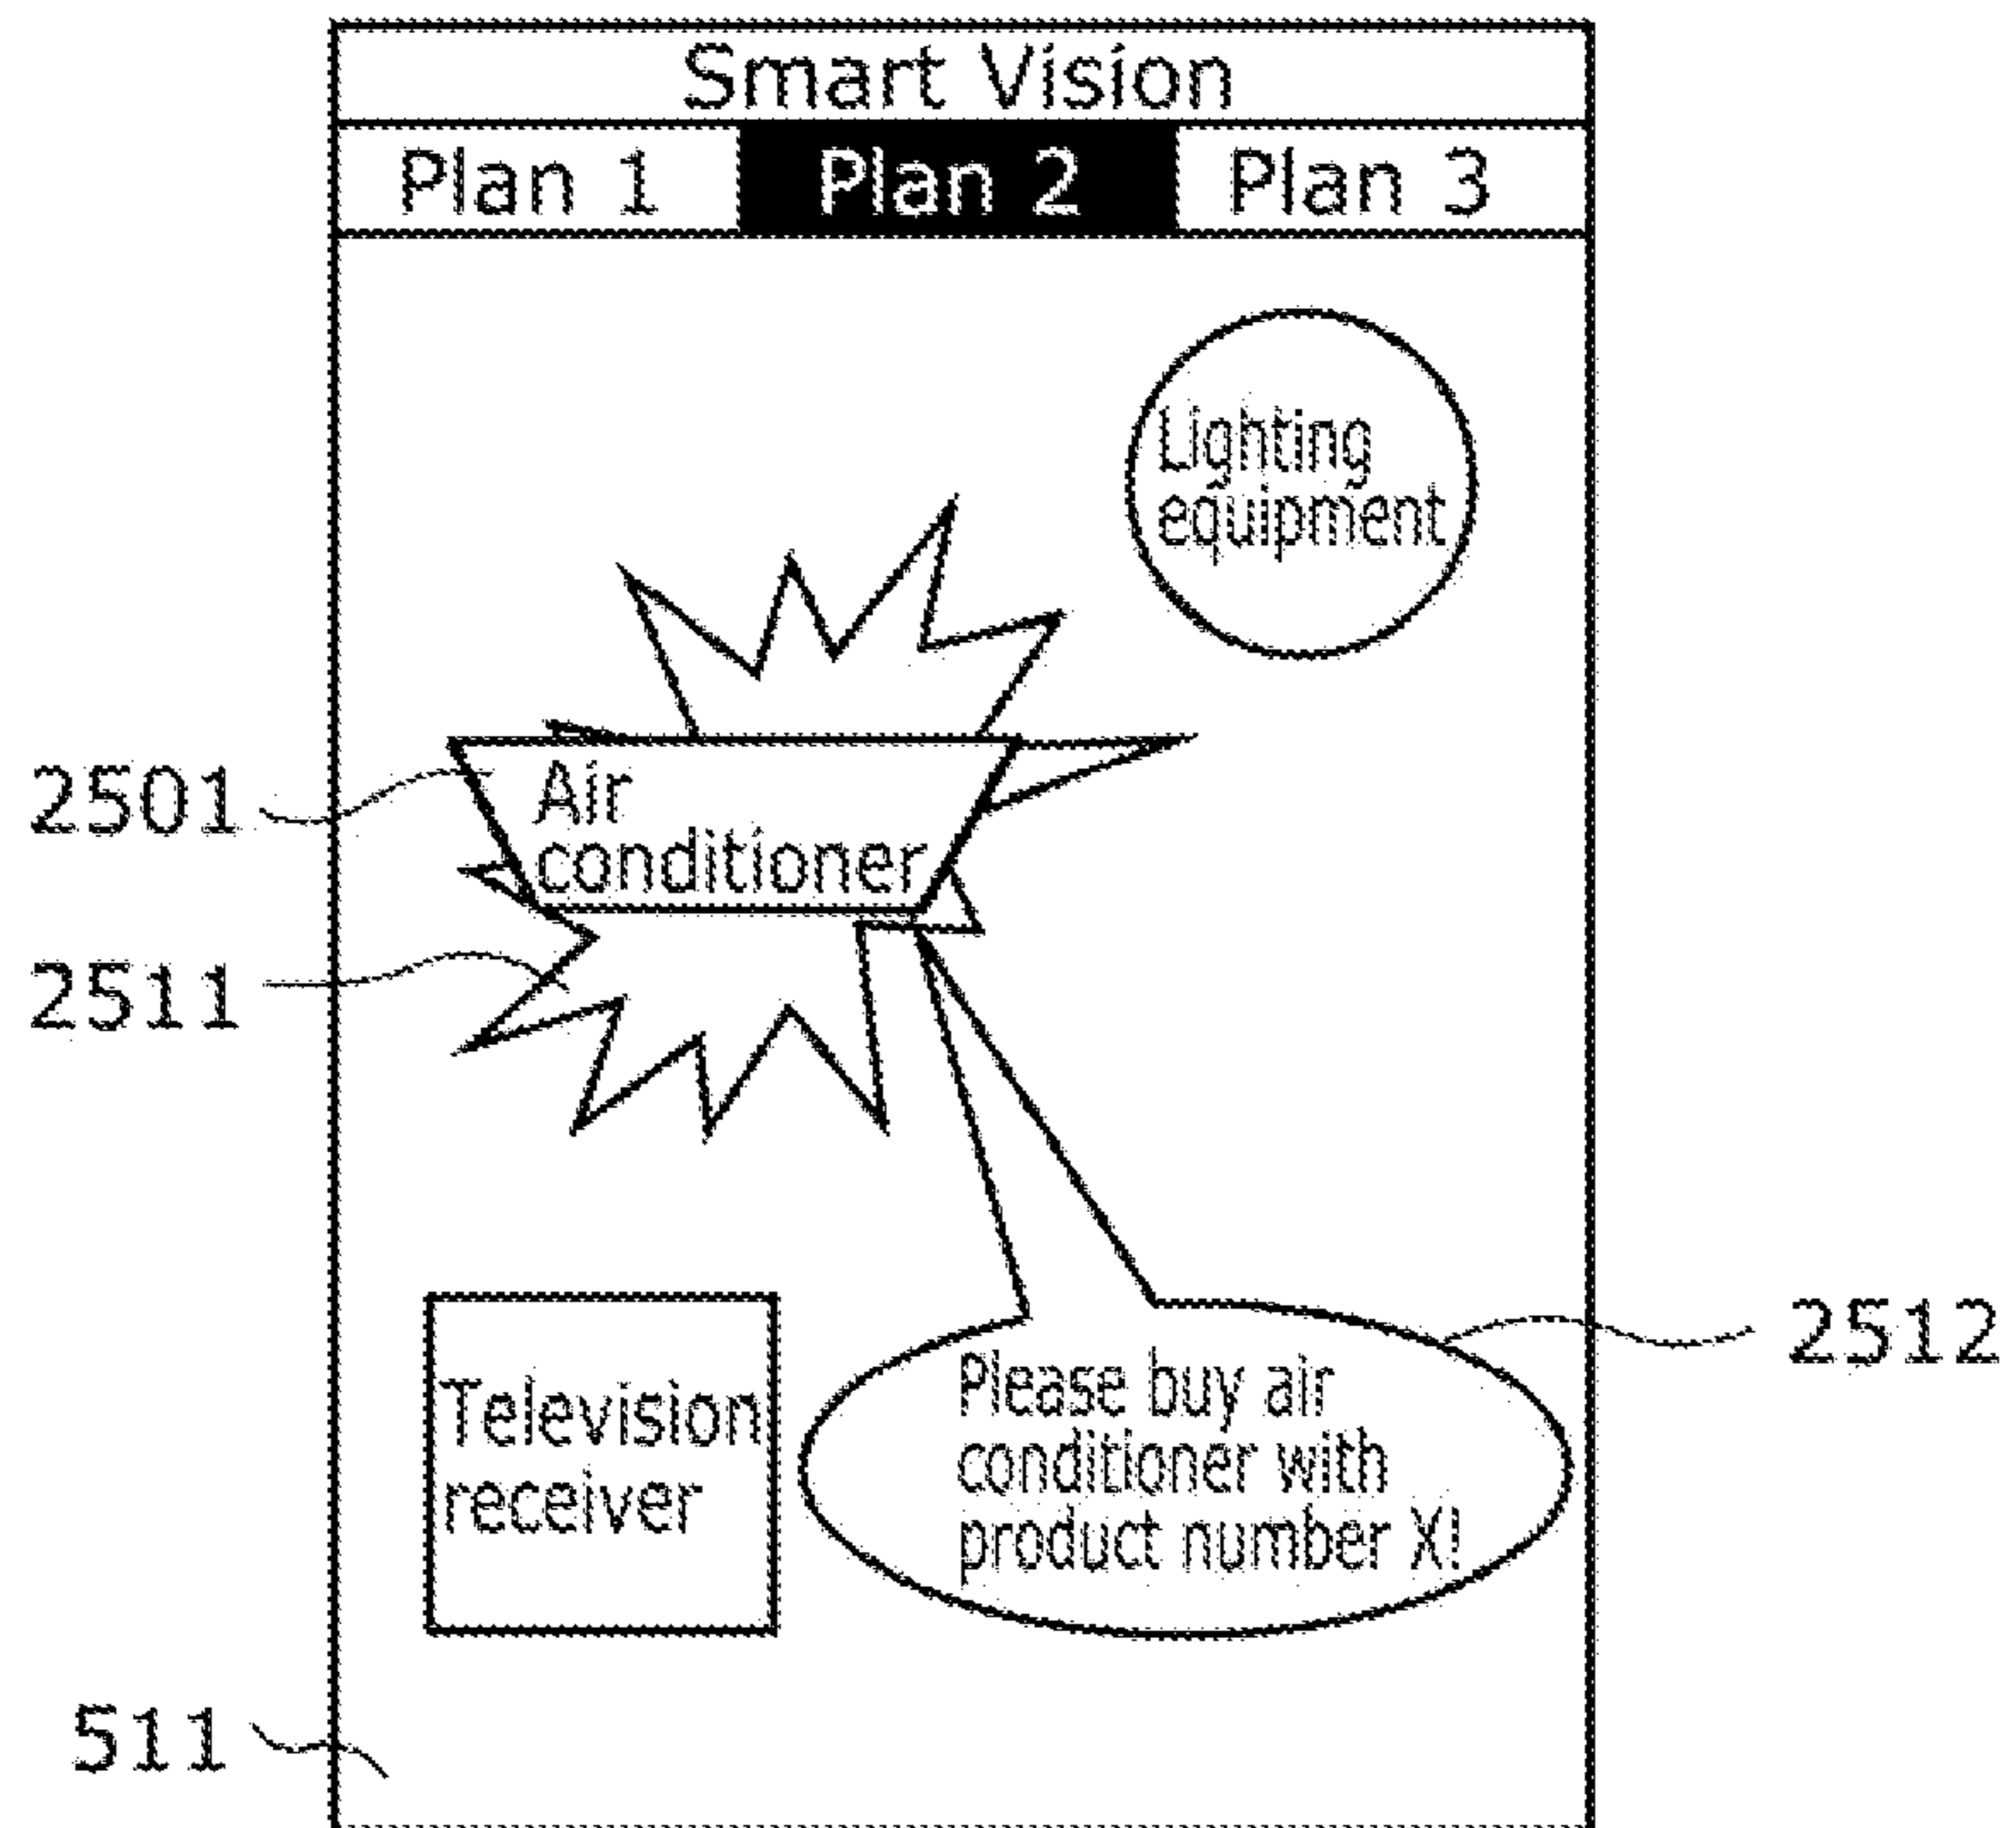 Smart Vision
Plan 1 Plan 2 Plan 3
Lighting
equipment
2501
Air
conditioner
2511
2512
Television
receiver
Please buy air
conditioner with
product number X!
511